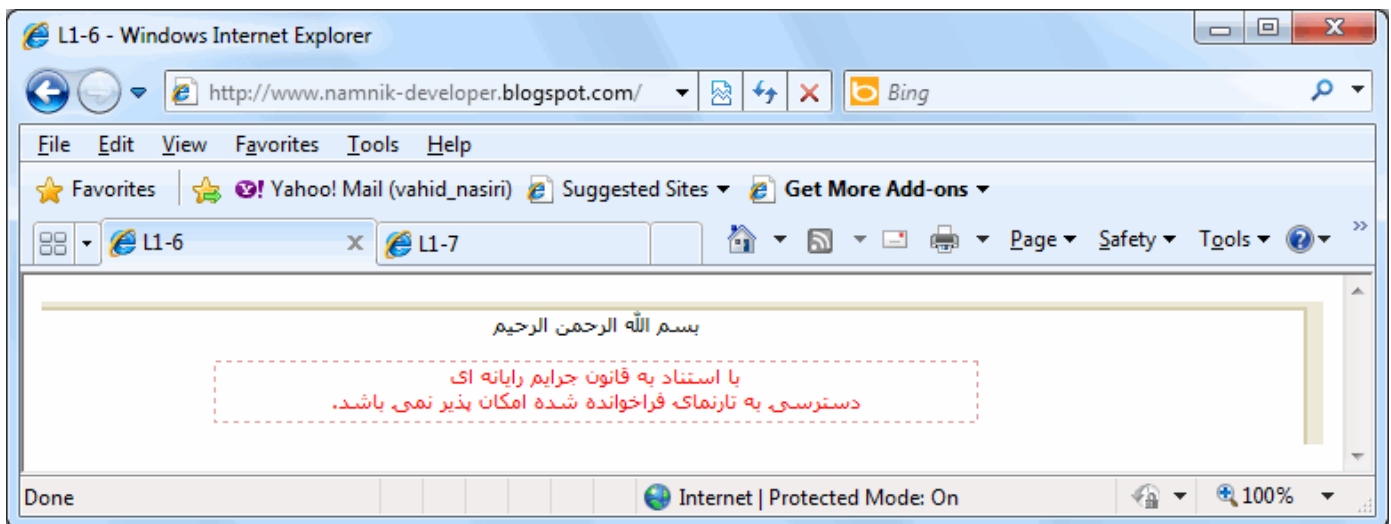 L1-6 - Windows Internet Explorer
http://www.namnik-developer.blogspot.com/
Bing
File Edit View Favorites Tools Help
Favorites Yahoo! Mail (vahid_nasiri) Suggested Sites Get More Add-ons
L1-6 L1-7 Page Safety Tools
بسم الله الرحمن الرحیم
با استناد به قانون جرایم رایانه ای
دسترسی به تارنمای فراخوانده شده امکان پذیر نمی باشد.
Done Internet | Protected Mode: On 100%